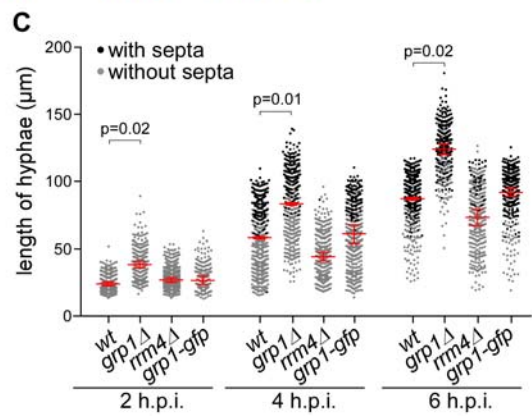 C
with septa
without septa
length of hyphae (µm)
200
150
100
50
0
p=0.02
p=0.01
p=0.02
wt
grp1Δ
rrm4Δ
grp1-gfp
wt
grp1Δ
rrm4Δ
grp1-gfp
wt
grp1Δ
rrm4Δ
grp1-gfp
2 h.p.i.
4 h.p.i.
6 h.p.i.